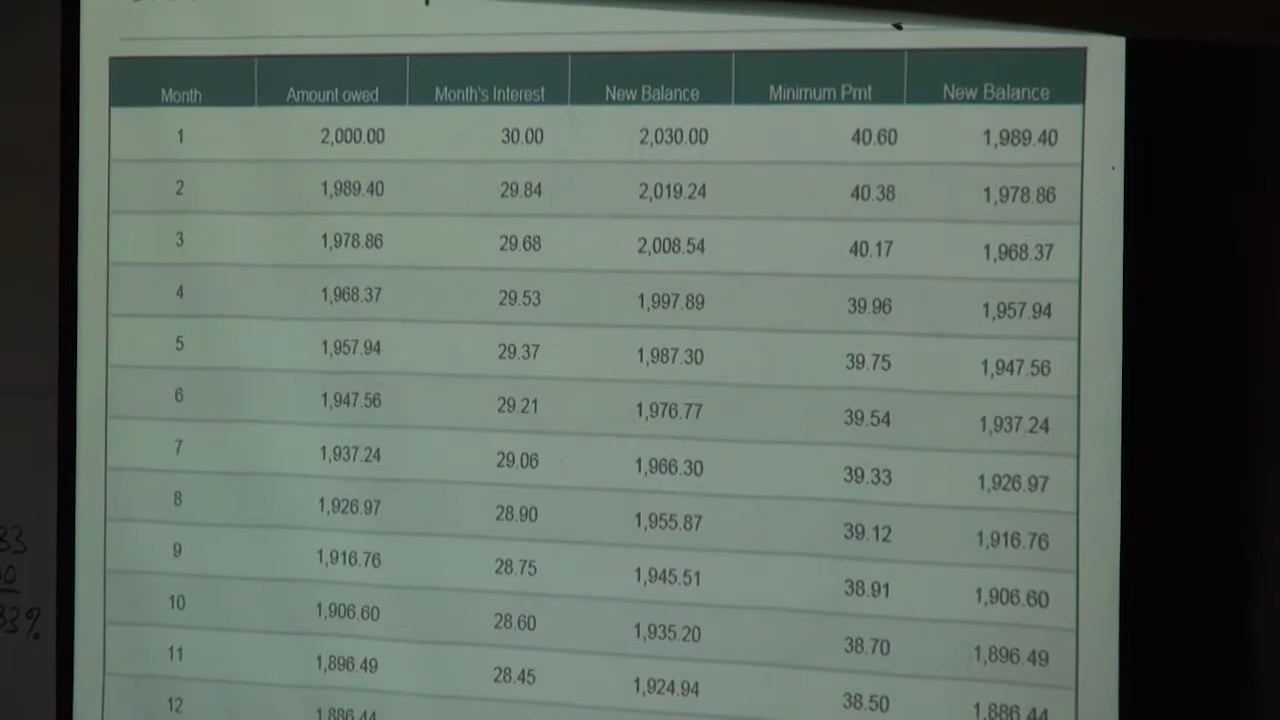 Month Amount owed Month's Interest New Balance Minimum Pmt New Balance
1 2,000.00 30.00 2,030.00 40.60 1,989.40
2 1,989.40 29.84 2,019.24 40.38 1,978.86
3 1,978.86 29.68 2,008.54 40.17 1,968.37
4 1,968.37 29.53 1,997.89 39.96 1,957.94
5 1,957.94 29.37 1,987.30 39.75 1,947.56
6 1,947.56 29.21 1,976.77 39.54 1,937.24
7 1,937.24 29.06 1,966.30 39.33 1,926.97
8 1,926.97 28.90 1,955.87 39.12 1,916.76
9 1,916.76 28.75 1,945.51 38.91 1,906.60
10 1,906.60 28.60 1,935.20 38.70 1,896.49
11 1,896.49 28.45 1,924.94 38.50 1,886.44
12 1,886.44
33
0
33%